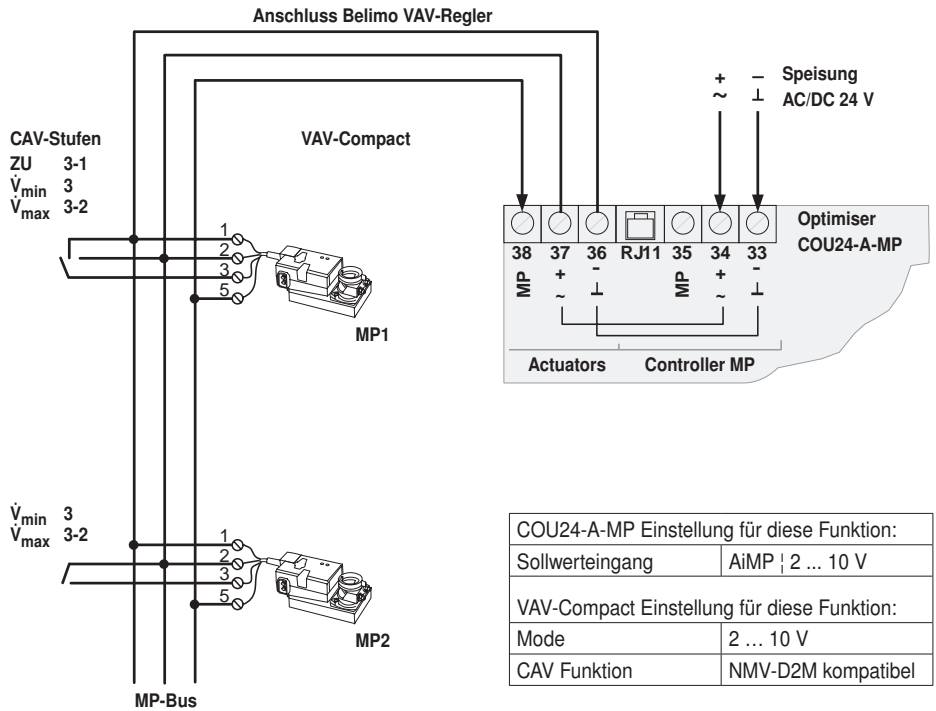 Anschluss Belimo VAV-Regler
+ – Speisung
~ ⊥ AC/DC 24 V
CAV-Stufen
ZU 3-1
V̇min 3
V̇max 3-2
VAV-Compact
1
2
3
5
MP1
Optimiser
COU24-A-MP
38 37 36 RJ11 35 34 33
MP + - MP + -
~ ⊥ ~ ⊥
Actuators Controller MP
V̇min 3
V̇max 3-2
1
2
3
5
MP2
MP-Bus
COU24-A-MP Einstellung für diese Funktion:
Sollwerteingang AiMP ¦ 2 ... 10 V
VAV-Compact Einstellung für diese Funktion:
Mode 2 … 10 V
CAV Funktion NMV-D2M kompatibel